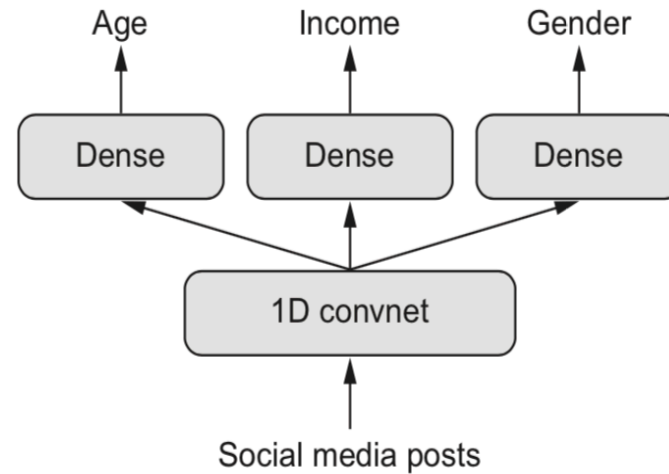 Age Income Gender
Dense Dense Dense
1D convnet
Social media posts